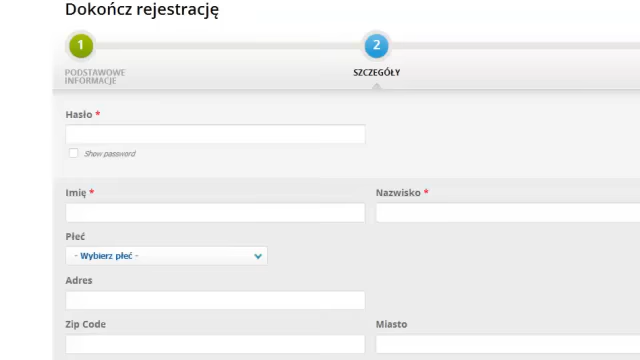 Dokończ rejestrację
1 2
PODSTAWOWE
INFORMACJE
SZCZEGÓŁY
Hasło *
Show password
Imię * Nazwisko *
Płeć
- Wybierz płeć -
Adres
Zip Code Miasto